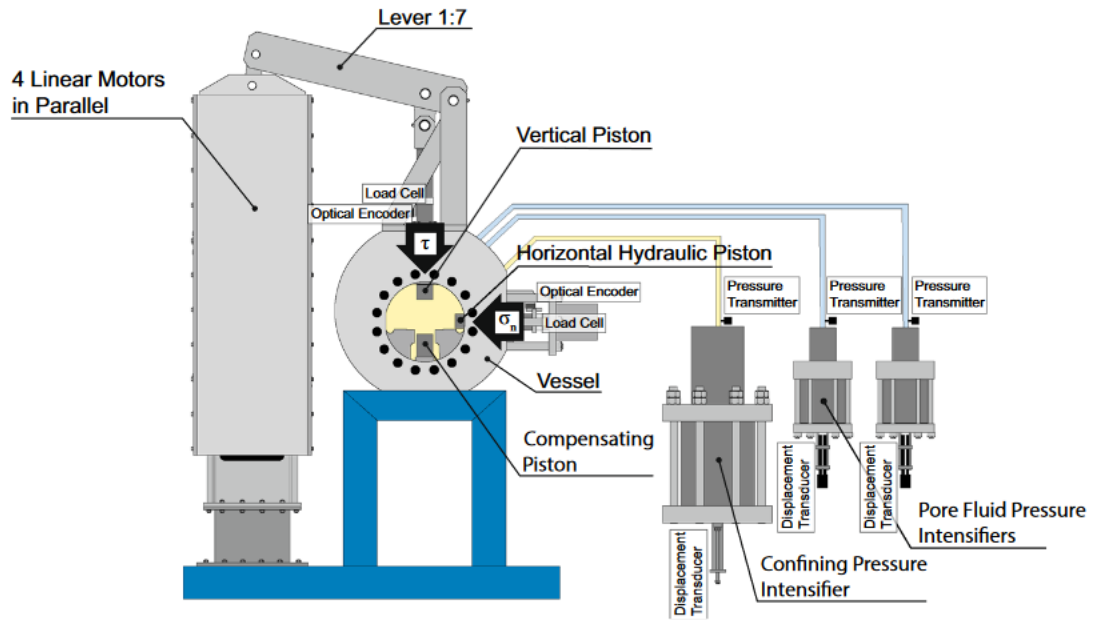 Lever 1:7
4 Linear Motors
in Parallel
Vertical Piston
Load Cell
Optical Encoder
τ
Horizontal Hydraulic Piston
Optical Encoder
σn
Load Cell
Pressure
Transmitter
Pressure
Transmitter
Pressure
Transmitter
Vessel
Compensating
Piston
Displacement
Transducer
Displacement
Transducer
Displacement
Transducer
Pore Fluid Pressure
Intensifiers
Confining Pressure
Intensifier